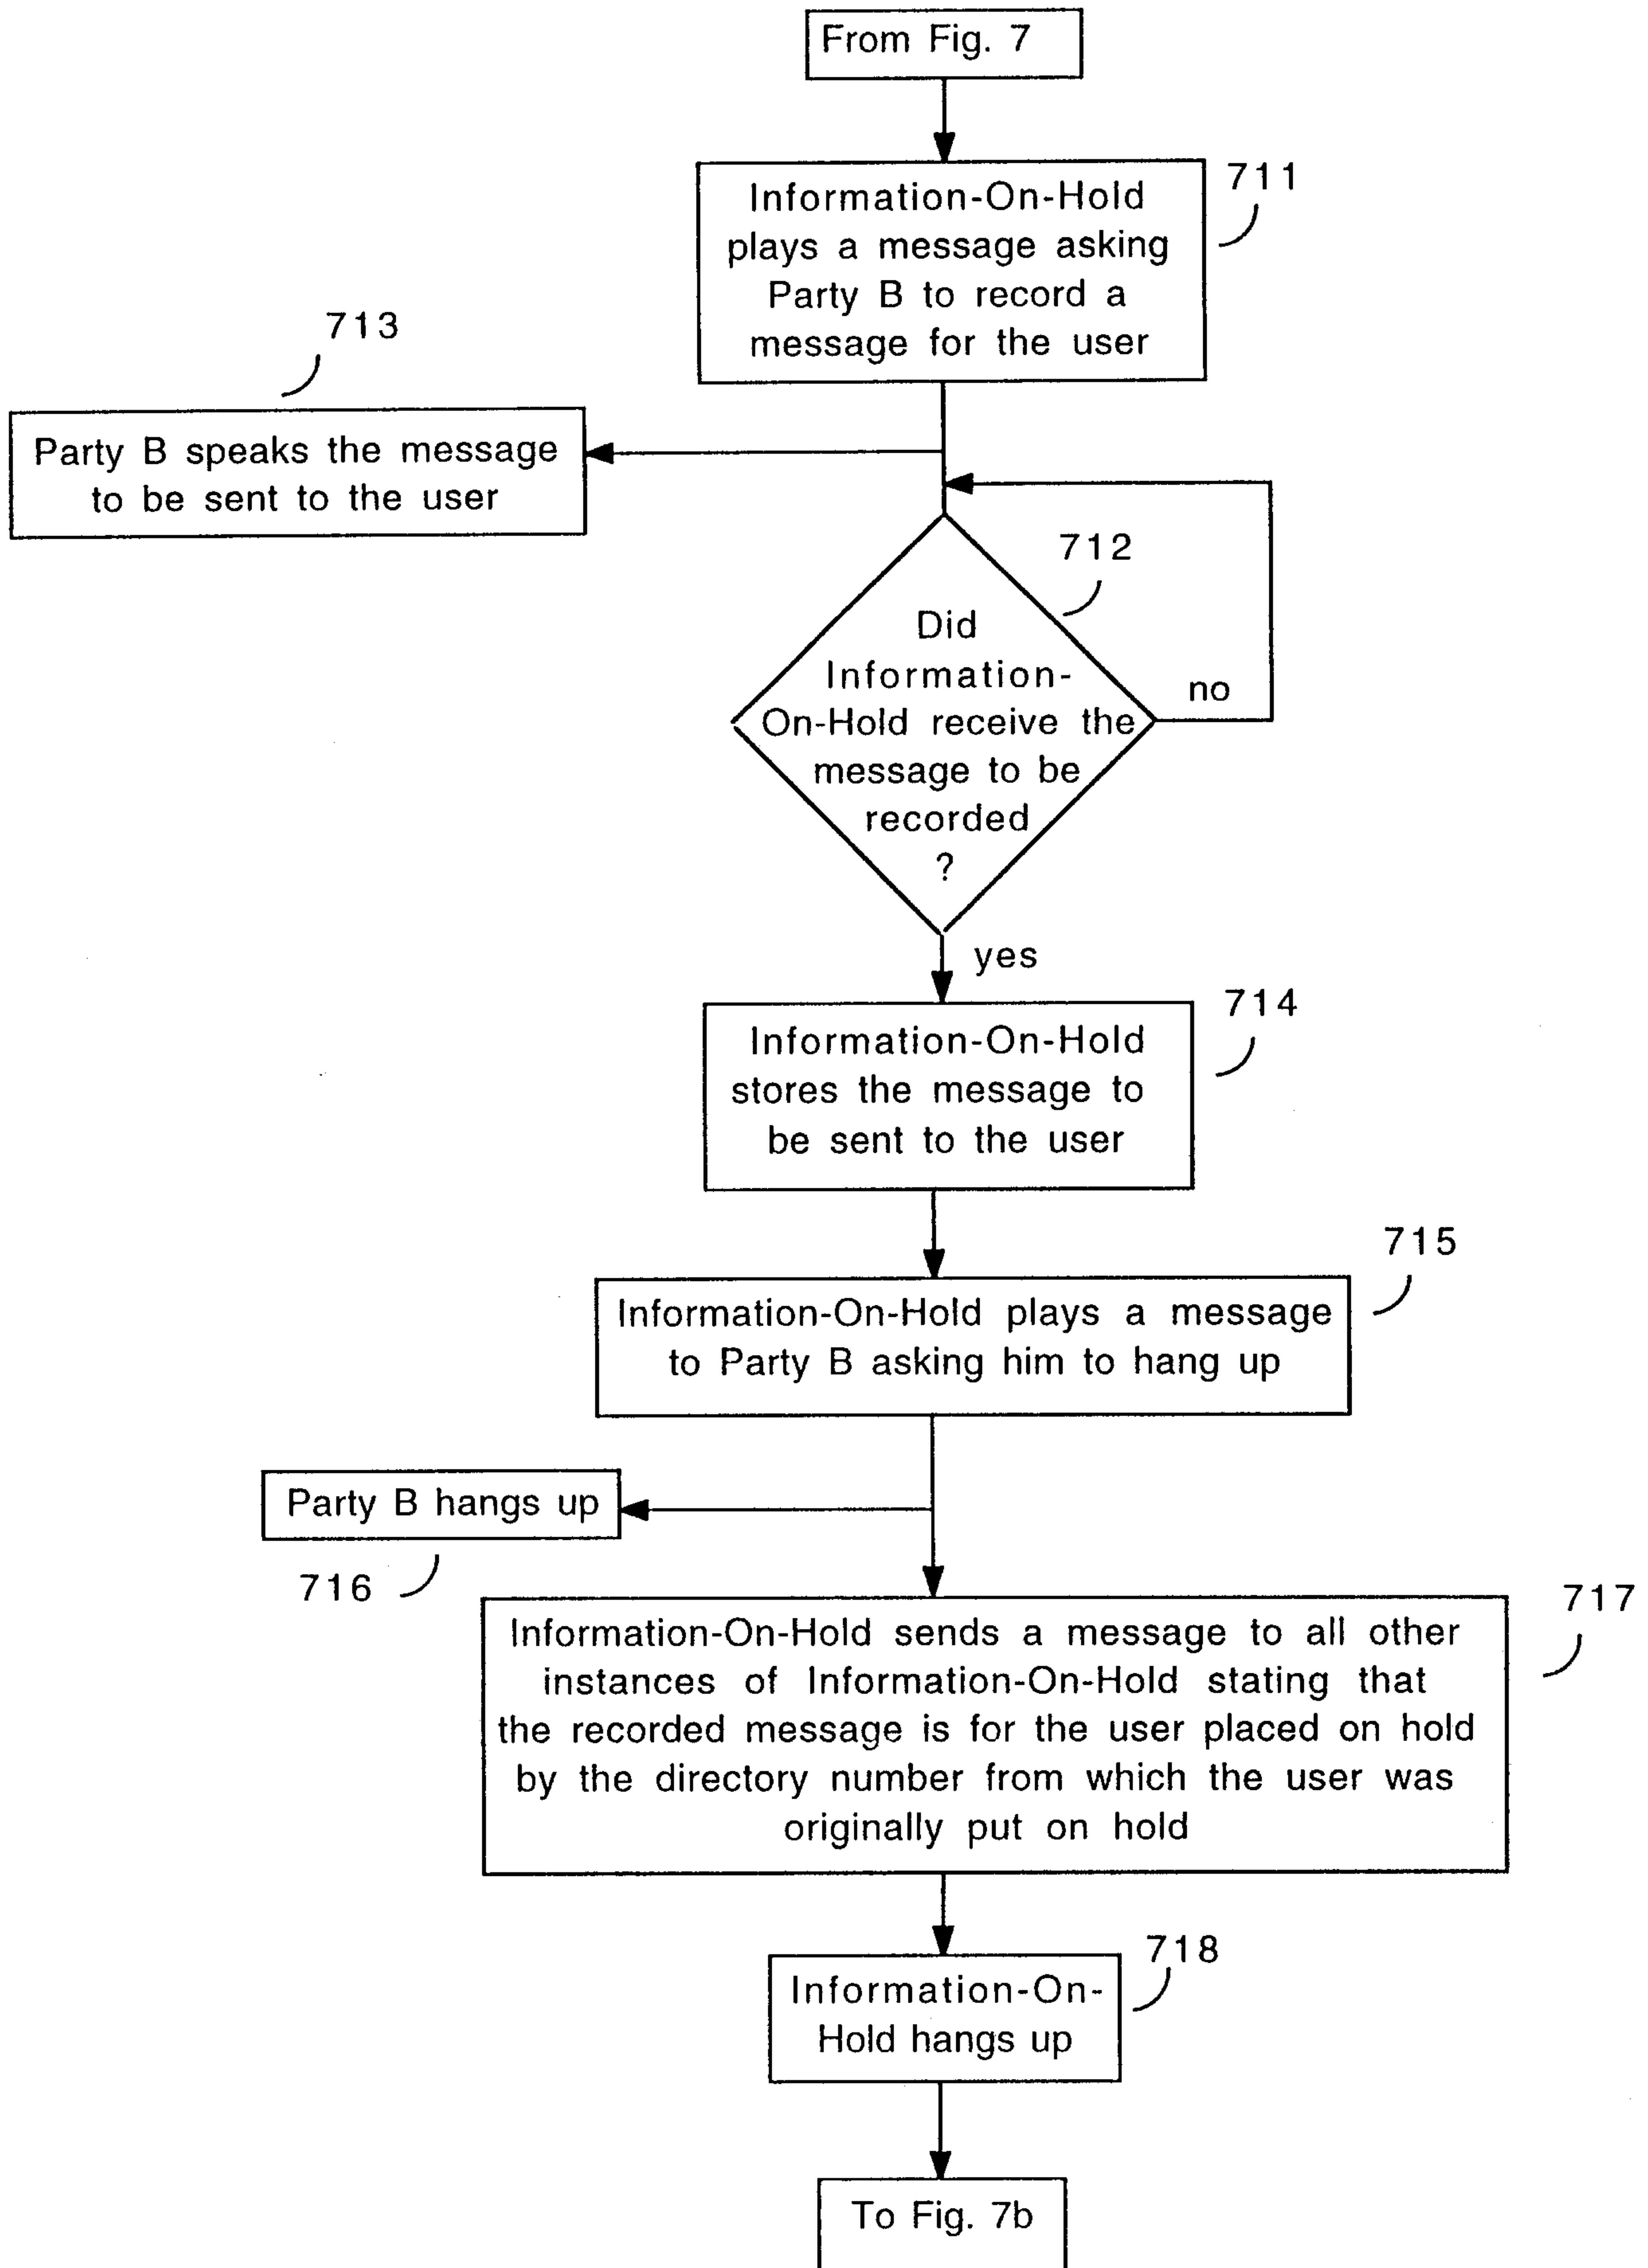 From Fig. 7
711
Information-On-Hold
plays a message asking
Party B to record a
message for the user
713
Party B speaks the message
to be sent to the user
712
Did
Information-
On-Hold receive the
message to be
recorded
?
no
yes
714
Information-On-Hold
stores the message to
be sent to the user
715
Information-On-Hold plays a message
to Party B asking him to hang up
Party B hangs up
716
717
Information-On-Hold sends a message to all other
instances of Information-On-Hold stating that
the recorded message is for the user placed on hold
by the directory number from which the user was
originally put on hold
718
Information-On-
Hold hangs up
To Fig. 7b